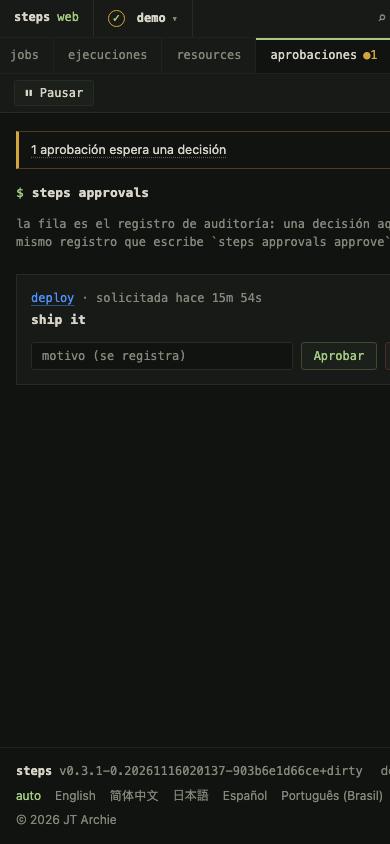 steps web ✓ demo ▾
jobs ejecuciones resources aprobaciones ●1
Pausar
1 aprobación espera una decisión
$ steps approvals
la fila es el registro de auditoría: una decisión aq
mismo registro que escribe `steps approvals approve`
deploy · solicitada hace 15m 54s
ship it
motivo (se registra) Aprobar
steps v0.3.1-0.20261116020137-903b6e1d66ce+dirty de
auto English 简体中文 日本語 Español Português (Brasil)
© 2026 JT Archie